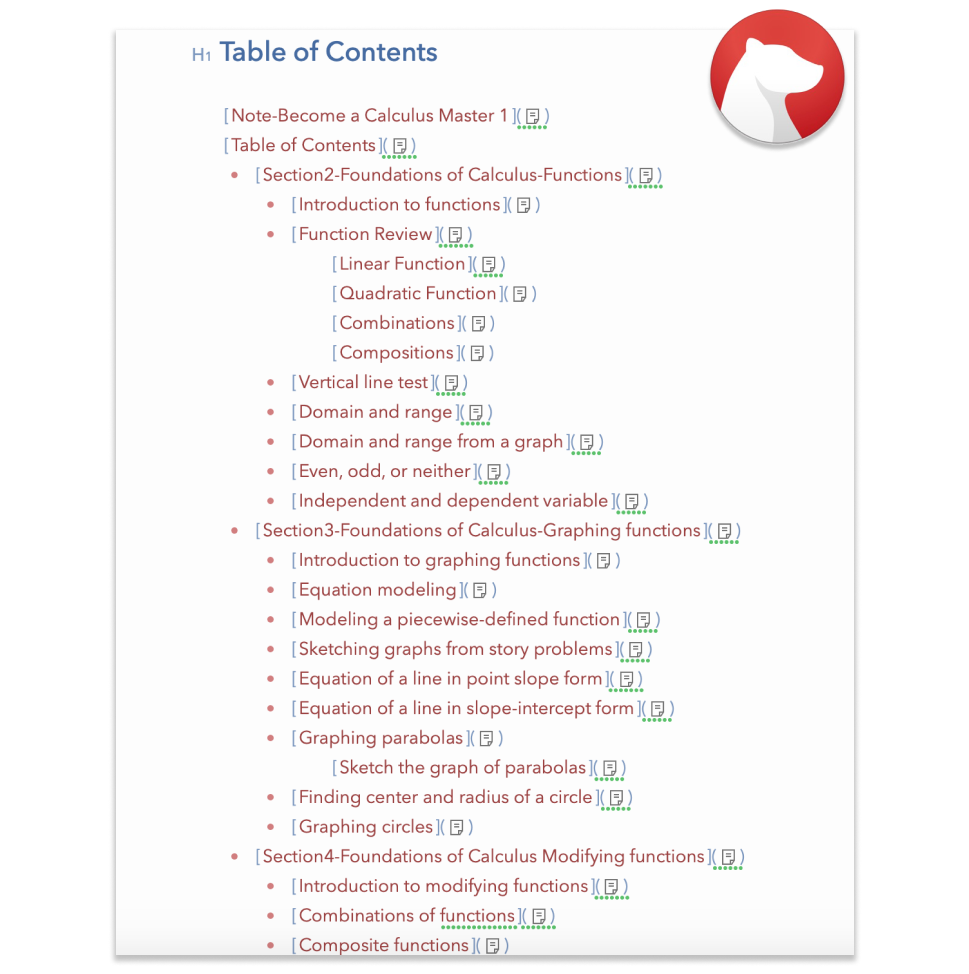 H1 Table of Contents
[Note-Become a Calculus Master 1]()
[Table of Contents]()
• [Section2-Foundations of Calculus-Functions]()
• [Introduction to functions]()
• [Function Review]()
[Linear Function]()
[Quadratic Function]()
[Combinations]()
[Compositions]()
• [Vertical line test]()
• [Domain and range]()
• [Domain and range from a graph]()
• [Even, odd, or neither]()
• [Independent and dependent variable]()
• [Section3-Foundations of Calculus-Graphing functions]()
• [Introduction to graphing functions]()
• [Equation modeling]()
• [Modeling a piecewise-defined function]()
• [Sketching graphs from story problems]()
• [Equation of a line in point slope form]()
• [Equation of a line in slope-intercept form]()
• [Graphing parabolas]()
[Sketch the graph of parabolas]()
• [Finding center and radius of a circle]()
• [Graphing circles]()
• [Section4-Foundations of Calculus Modifying functions]()
• [Introduction to modifying functions]()
• [Combinations of functions]()
• [Composite functions]()